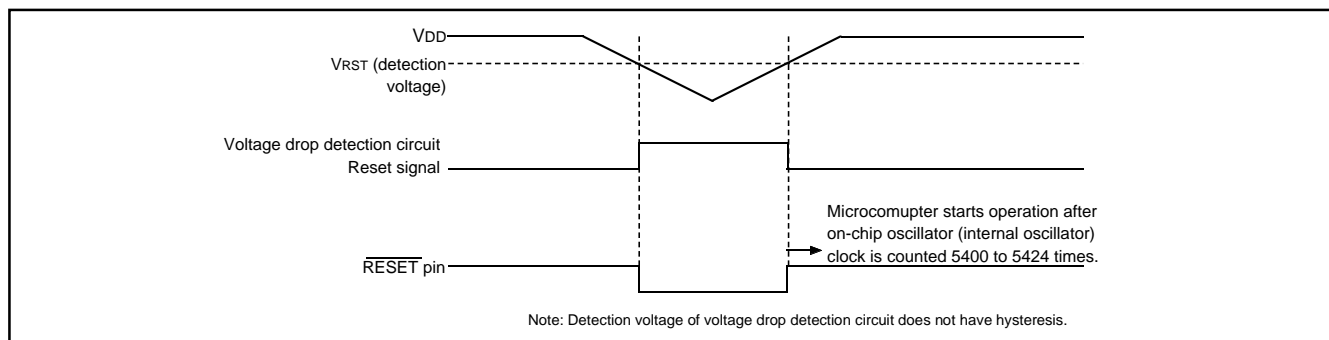 VDD
VRST (detection
voltage)
Voltage drop detection circuit
Reset signal
Microcomupter starts operation after
on-chip oscillator (internal oscillator)
clock is counted 5400 to 5424 times.
RESET pin
Note: Detection voltage of voltage drop detection circuit does not have hysteresis.